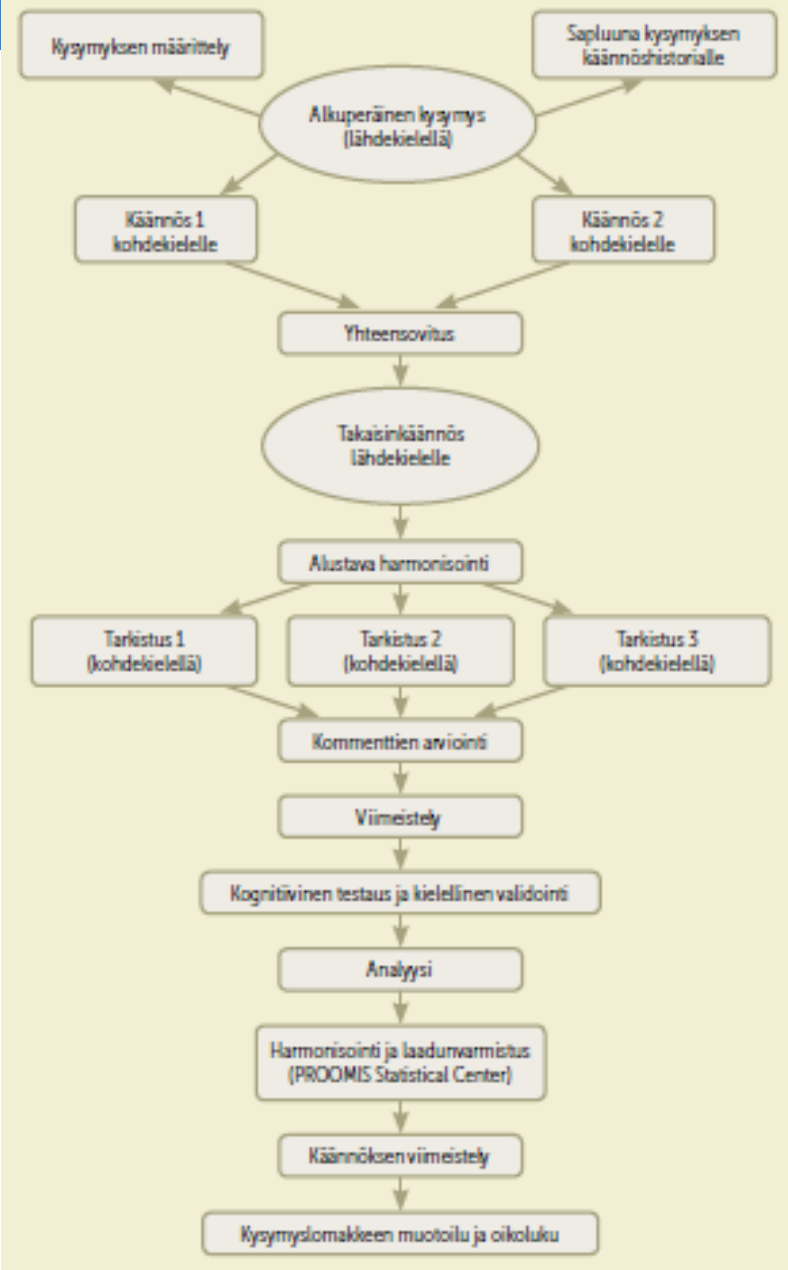 Kysymyksen määrittely
Sapluuna kysymyksen
käännöshistorialle
Alkuperäinen kysymys
(lähdekielellä)
Käännös 1
kohdekielelle
Käännös 2
kohdekielelle
Yhteensovitus
Takaisinkäännös
lähdekielelle
Alustava harmonisointi
Tarkistus 1
(kohdekielellä)
Tarkistus 2
(kohdekielellä)
Tarkistus 3
(kohdekielellä)
Kommenttien arviointi
Viimeistely
Kognitiivinen testaus ja kielellinen validointi
Analyysi
Harmonisointi ja laadunvarmistus
(PROOMIS Statistical Center)
Käännöksen viimeistely
Kysymyslomakkeen muotoilu ja oikoluku